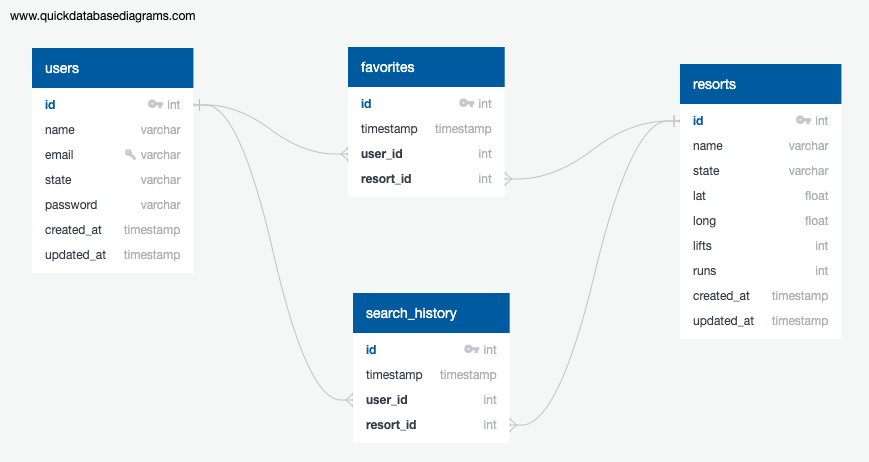 www.quickdatabasediagrams.com
users
id int
name varchar
email varchar
state varchar
password varchar
created_at timestamp
updated_at timestamp
favorites
id int
timestamp timestamp
user_id int
resort_id int
resorts
id int
name varchar
state varchar
lat float
long float
lifts int
runs int
created_at timestamp
updated_at timestamp
search_history
id int
timestamp timestamp
user_id int
resort_id int